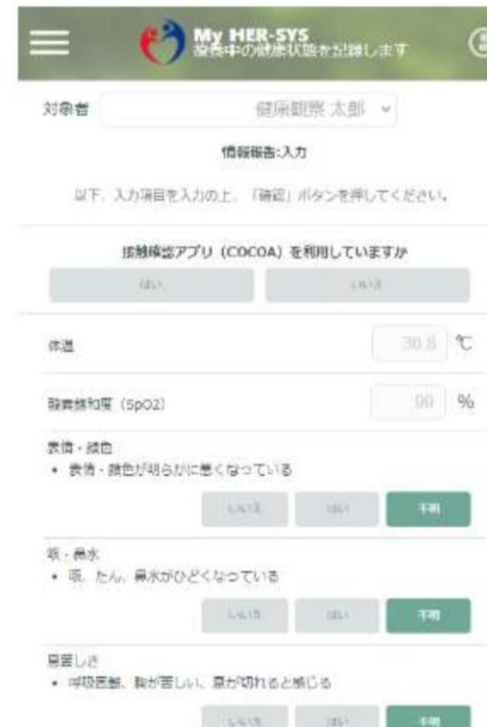 My HER-SYS
療養中の健康状態を記録します
対象者 健康観察 太郎
情報報告:入力
以下、入力項目を入力の上、「確認」ボタンを押してください。
接触確認アプリ（COCOA）を利用していますか
はい いいえ
体温 36.8 ℃
酸素飽和度（SpO2） 99 %
表情・顔色
• 表情・顔色が明らかに悪くなっている
いいえ はい 不明
咳・鼻水
• 咳、たん、鼻水がひどくなっている
いいえ はい 不明
息苦しさ
• 呼吸困難、胸が苦しい、息が切れると感じる
いいえ はい 不明